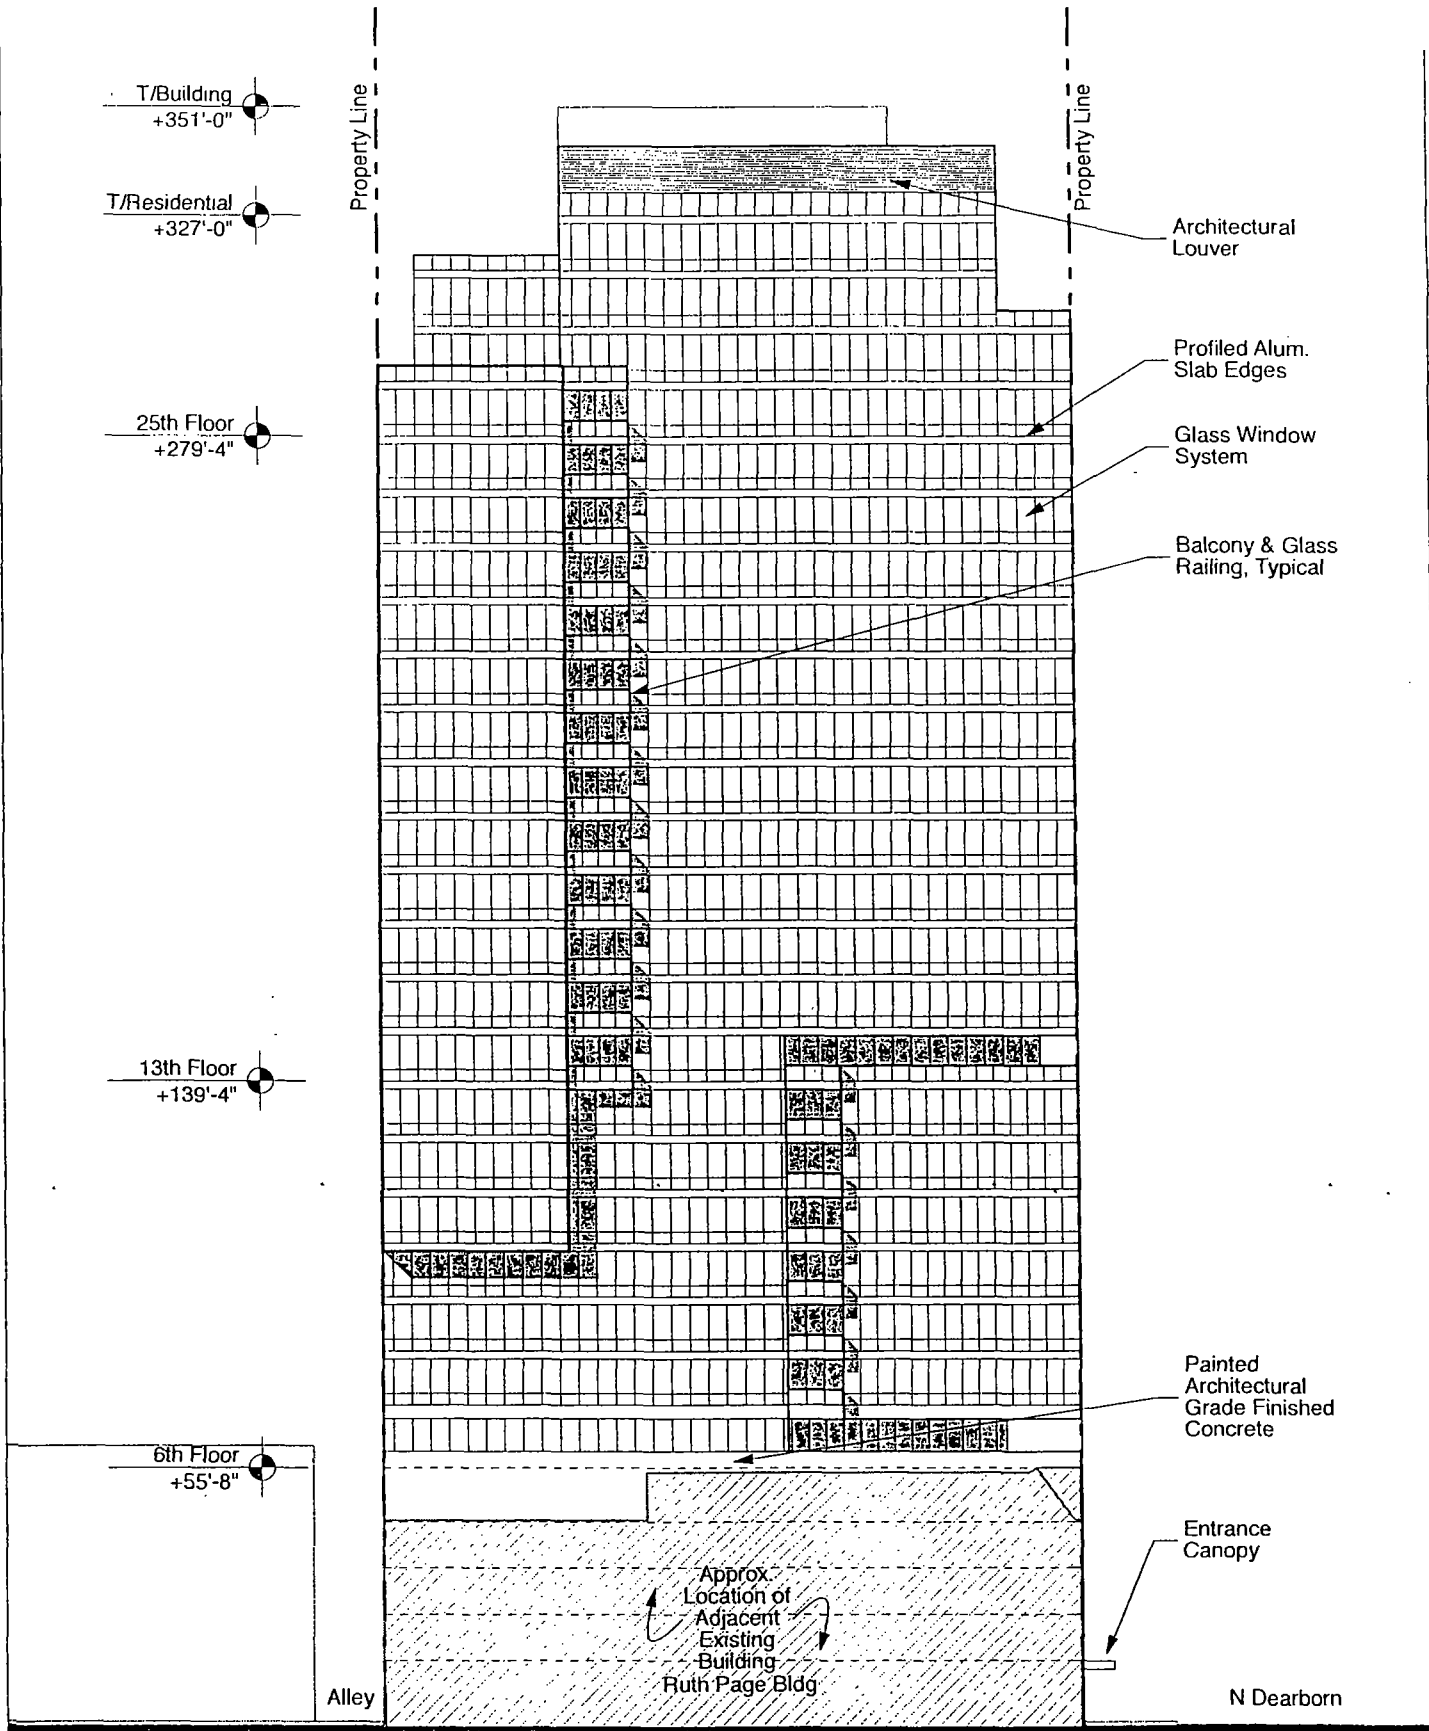 T/Building
+351'-0"
Property Line
Property Line
T/Residential
+327'-0"
Architectural
Louver
Profiled Alum.
Slab Edges
25th Floor
+279'-4"
Glass Window
System
Balcony & Glass
Railing, Typical
13th Floor
+139'-4"
Painted
Architectural
Grade Finished
Concrete
6th Floor
+55'-8"
Entrance
Canopy
Approx.
Location of
Adjacent
Existing
Building
Ruth Page Bldg
Alley
N Dearborn